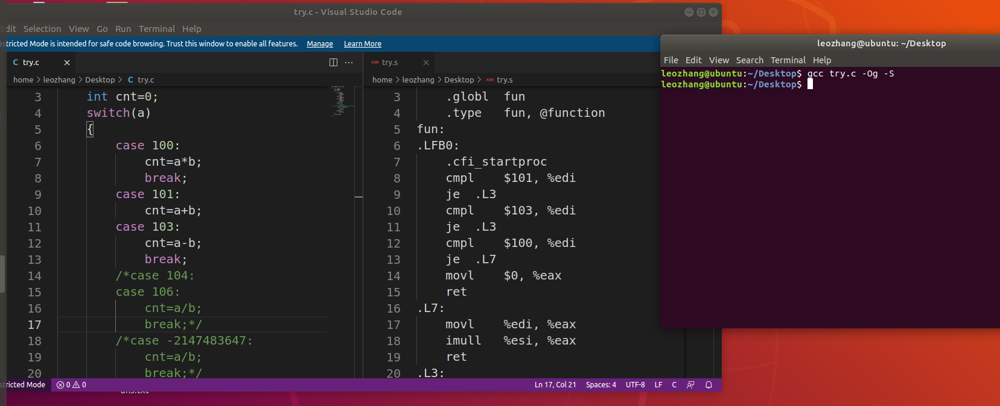 try.c - Visual Studio Code
Edit Selection View Go Run Terminal Help
stricted Mode is intended for safe code browsing. Trust this window to enable all features. Manage Learn More
C try.c
home > leozhang > Desktop > C try.c
3 int cnt=0;
4 switch(a)
5 {
6 case 100:
7 cnt=a*b;
8 break;
9 case 101:
10 cnt=a+b;
11 case 103:
12 cnt=a-b;
13 break;
14 /*case 104:
15 case 106:
16 cnt=a/b;
17 break;*/
18 /*case -2147483647:
19 cnt=a/b;
20 break;*/
ASM try.s
home > leozhang > Desktop > ASM try.s
3 .globl fun
4 .type fun, @function
5 fun:
6 .LFB0:
7 .cfi_startproc
8 cmpl $101, %edi
9 je .L3
10 cmpl $103, %edi
11 je .L3
12 cmpl $100, %edi
13 je .L7
14 movl $0, %eax
15 ret
16 .L7:
17 movl %edi, %eax
18 imull %esi, %eax
19 ret
20 .L3:
stricted Mode 0 0 Ln 17, Col 21 Spaces: 4 UTF-8 LF C
leozhang@ubuntu: ~/Desktop
File Edit View Search Terminal Help
leozhang@ubuntu:~/Desktop$ gcc try.c -Og -S
leozhang@ubuntu:~/Desktop$